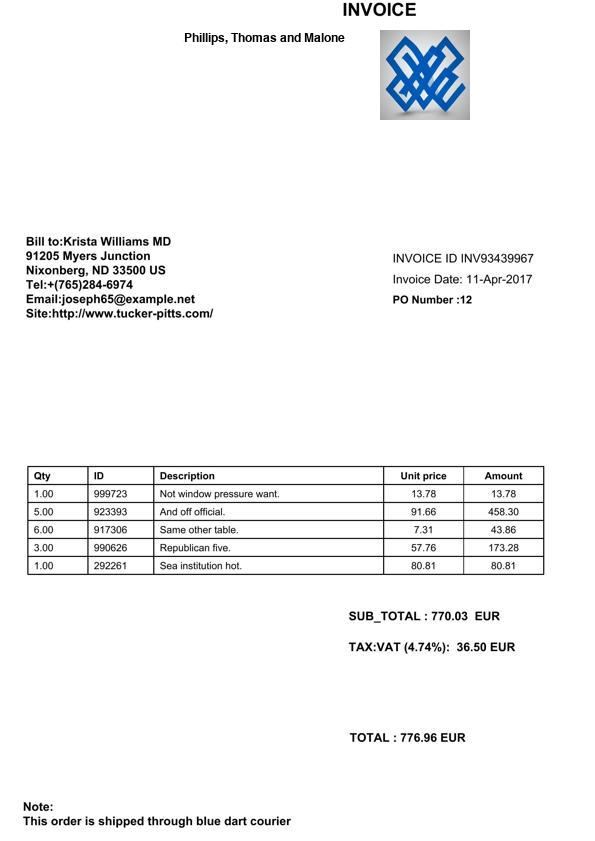 INVOICE
Phillips, Thomas and Malone
Bill to:Krista Williams MD
91205 Myers Junction
Nixonberg, ND 33500 US
Tel:+(765)284-6974
Email:joseph65@example.net
Site:http://www.tucker-pitts.com/
INVOICE ID INV93439967
Invoice Date: 11-Apr-2017
PO Number :12
Qty ID Description Unit price Amount
1.00 999723 Not window pressure want. 13.78 13.78
5.00 923393 And off official. 91.66 458.30
6.00 917306 Same other table. 7.31 43.86
3.00 990626 Republican five. 57.76 173.28
1.00 292261 Sea institution hot. 80.81 80.81
SUB_TOTAL : 770.03 EUR
TAX:VAT (4.74%): 36.50 EUR
TOTAL : 776.96 EUR
Note:
This order is shipped through blue dart courier